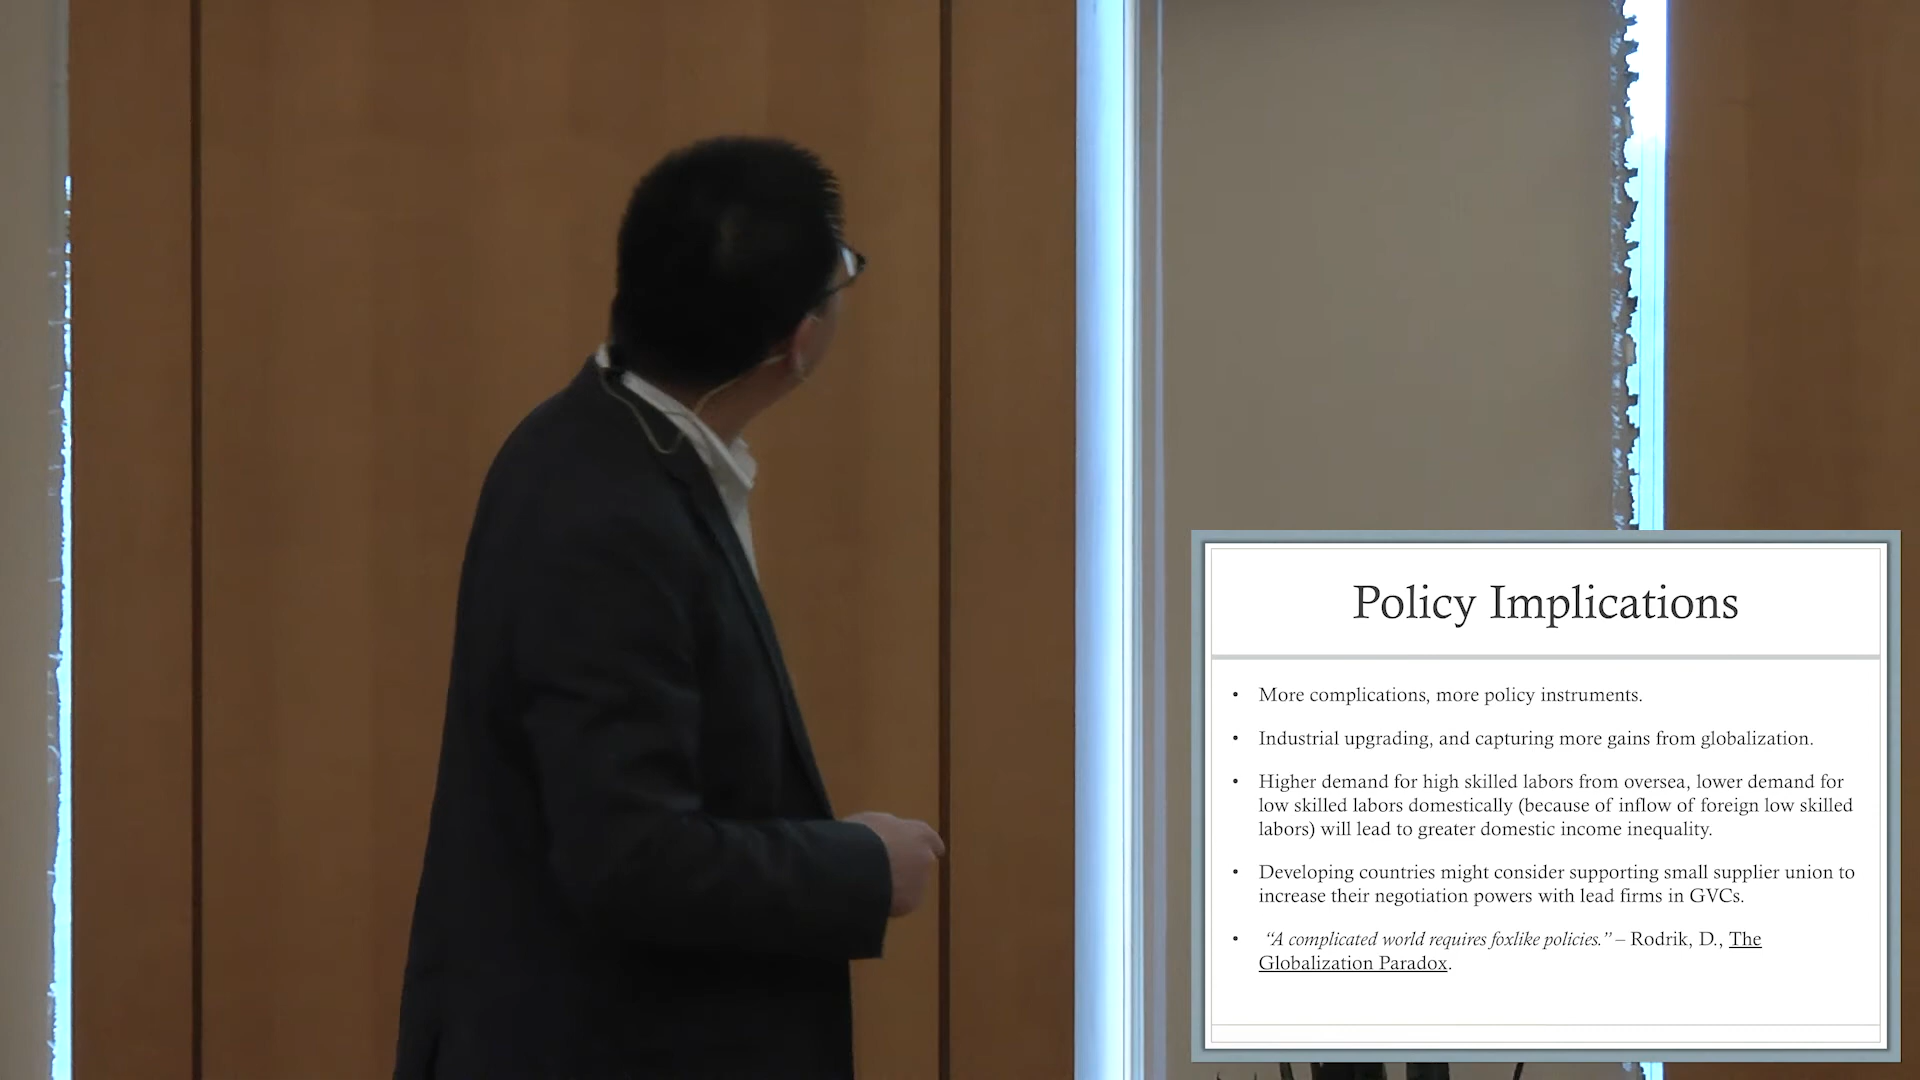 Policy Implications
• More complications, more policy instruments.
• Industrial upgrading, and capturing more gains from globalization.
• Higher demand for high skilled labors from oversea, lower demand for
low skilled labors domestically (because of inflow of foreign low skilled
labors) will lead to greater domestic income inequality.
• Developing countries might consider supporting small supplier union to
increase their negotiation powers with lead firms in GVCs.
• “A complicated world requires foxlike policies.” – Rodrik, D., The
Globalization Paradox.